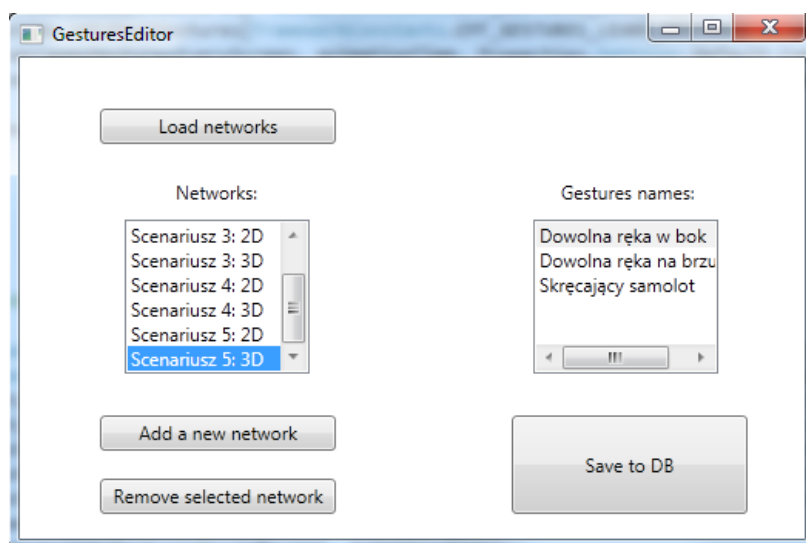 GesturesEditor
Load networks
Networks:
Scenariusz 3: 2D
Scenariusz 3: 3D
Scenariusz 4: 2D
Scenariusz 4: 3D
Scenariusz 5: 2D
Scenariusz 5: 3D
Add a new network
Remove selected network
Gestures names:
Dowolna ręka w bok
Dowolna ręka na brzu
Skręcający samolot
Save to DB